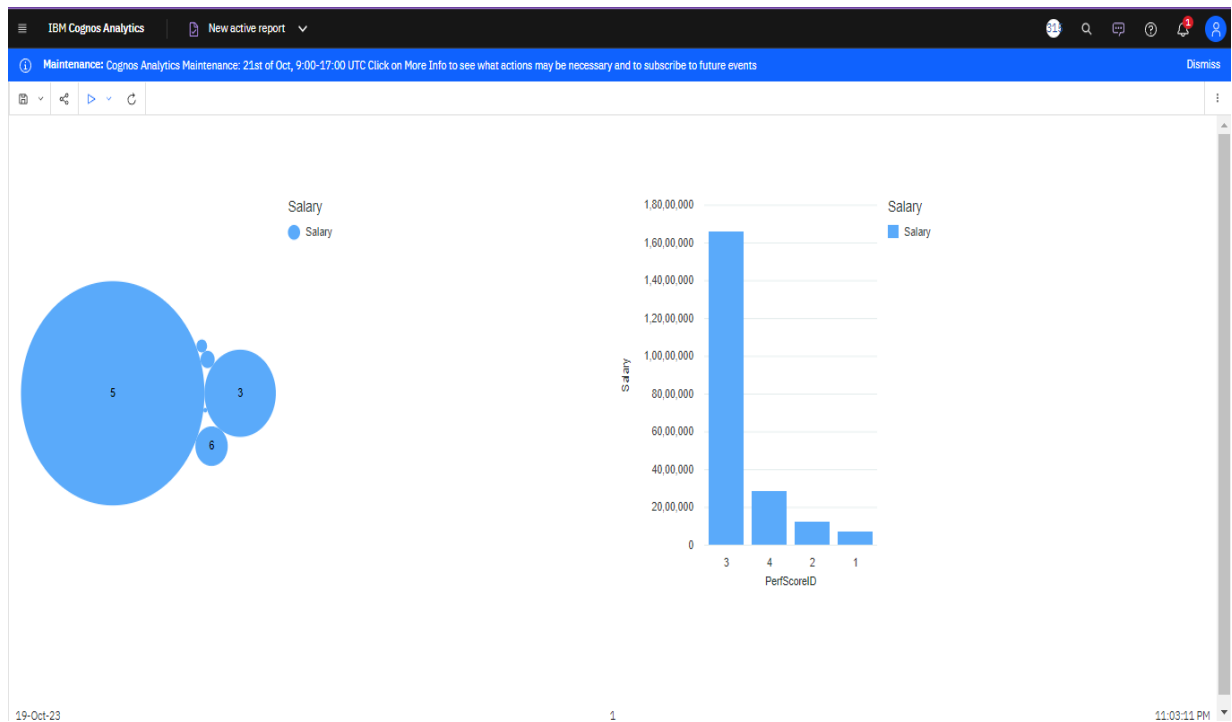 IBM Cognos Analytics
New active report
1
Maintenance: Cognos Analytics Maintenance: 21st of Oct, 9:00-17:00 UTC Click on More Info to see what actions may be necessary and to subscribe to future events
Dismiss
Salary
Salary
5
3
6
1,80,00,000
1,60,00,000
1,40,00,000
1,20,00,000
1,00,00,000
80,00,000
60,00,000
40,00,000
20,00,000
0
Salary
3 4 2 1
PerfScoreID
Salary
Salary
19-Oct-23
1
11:03:11 PM